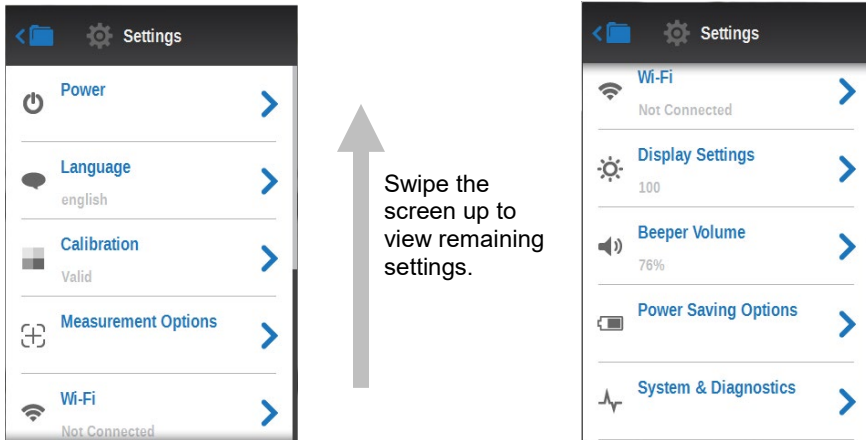 Settings
Power
Language
english
Calibration
Valid
Measurement Options
Wi-Fi
Not Connected
Swipe the
screen up to
view remaining
settings.
Settings
Wi-Fi
Not Connected
Display Settings
100
Beeper Volume
76%
Power Saving Options
System & Diagnostics